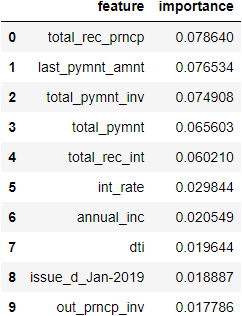 feature importance
0 total_rec_prncp 0.078640
1 last_pymnt_amnt 0.076534
2 total_pymnt_inv 0.074908
3 total_pymnt 0.065603
4 total_rec_int 0.060210
5 int_rate 0.029844
6 annual_inc 0.020549
7 dti 0.019644
8 issue_d_Jan-2019 0.018887
9 out_prncp_inv 0.017786